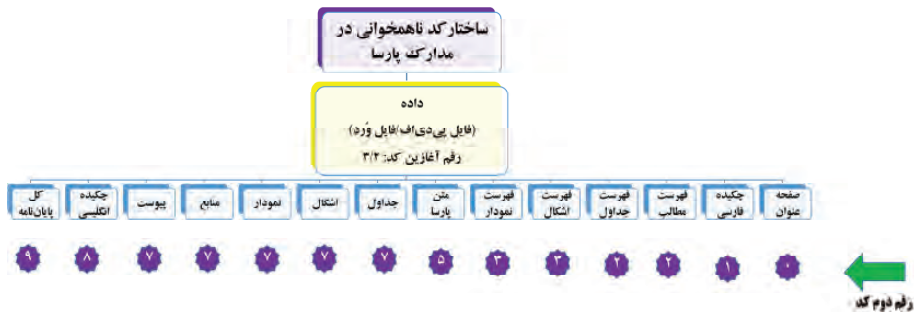 ساختار کد ناهمخوانی در
مدارک پارسا
داده
(فایل پی‌دی‌اف/فایل وُرد)
رقم آغازین کد: ۳/۲
صفحه
عنوان
چکیده
فارسی
فهرست
مطالب
فهرست
جداول
فهرست
اشکال
فهرست
نمودار
متن
پارسا
جداول
اشکال
نمودار
منابع
پیوست
چکیده
انگلیسی
کل
پایان‌نامه
۰ ۱ ۲ ۲ ۳ ۳ ۵ ۷ ۷ ۷ ۷ ۷ ۸ ۹
رقم دوم کد